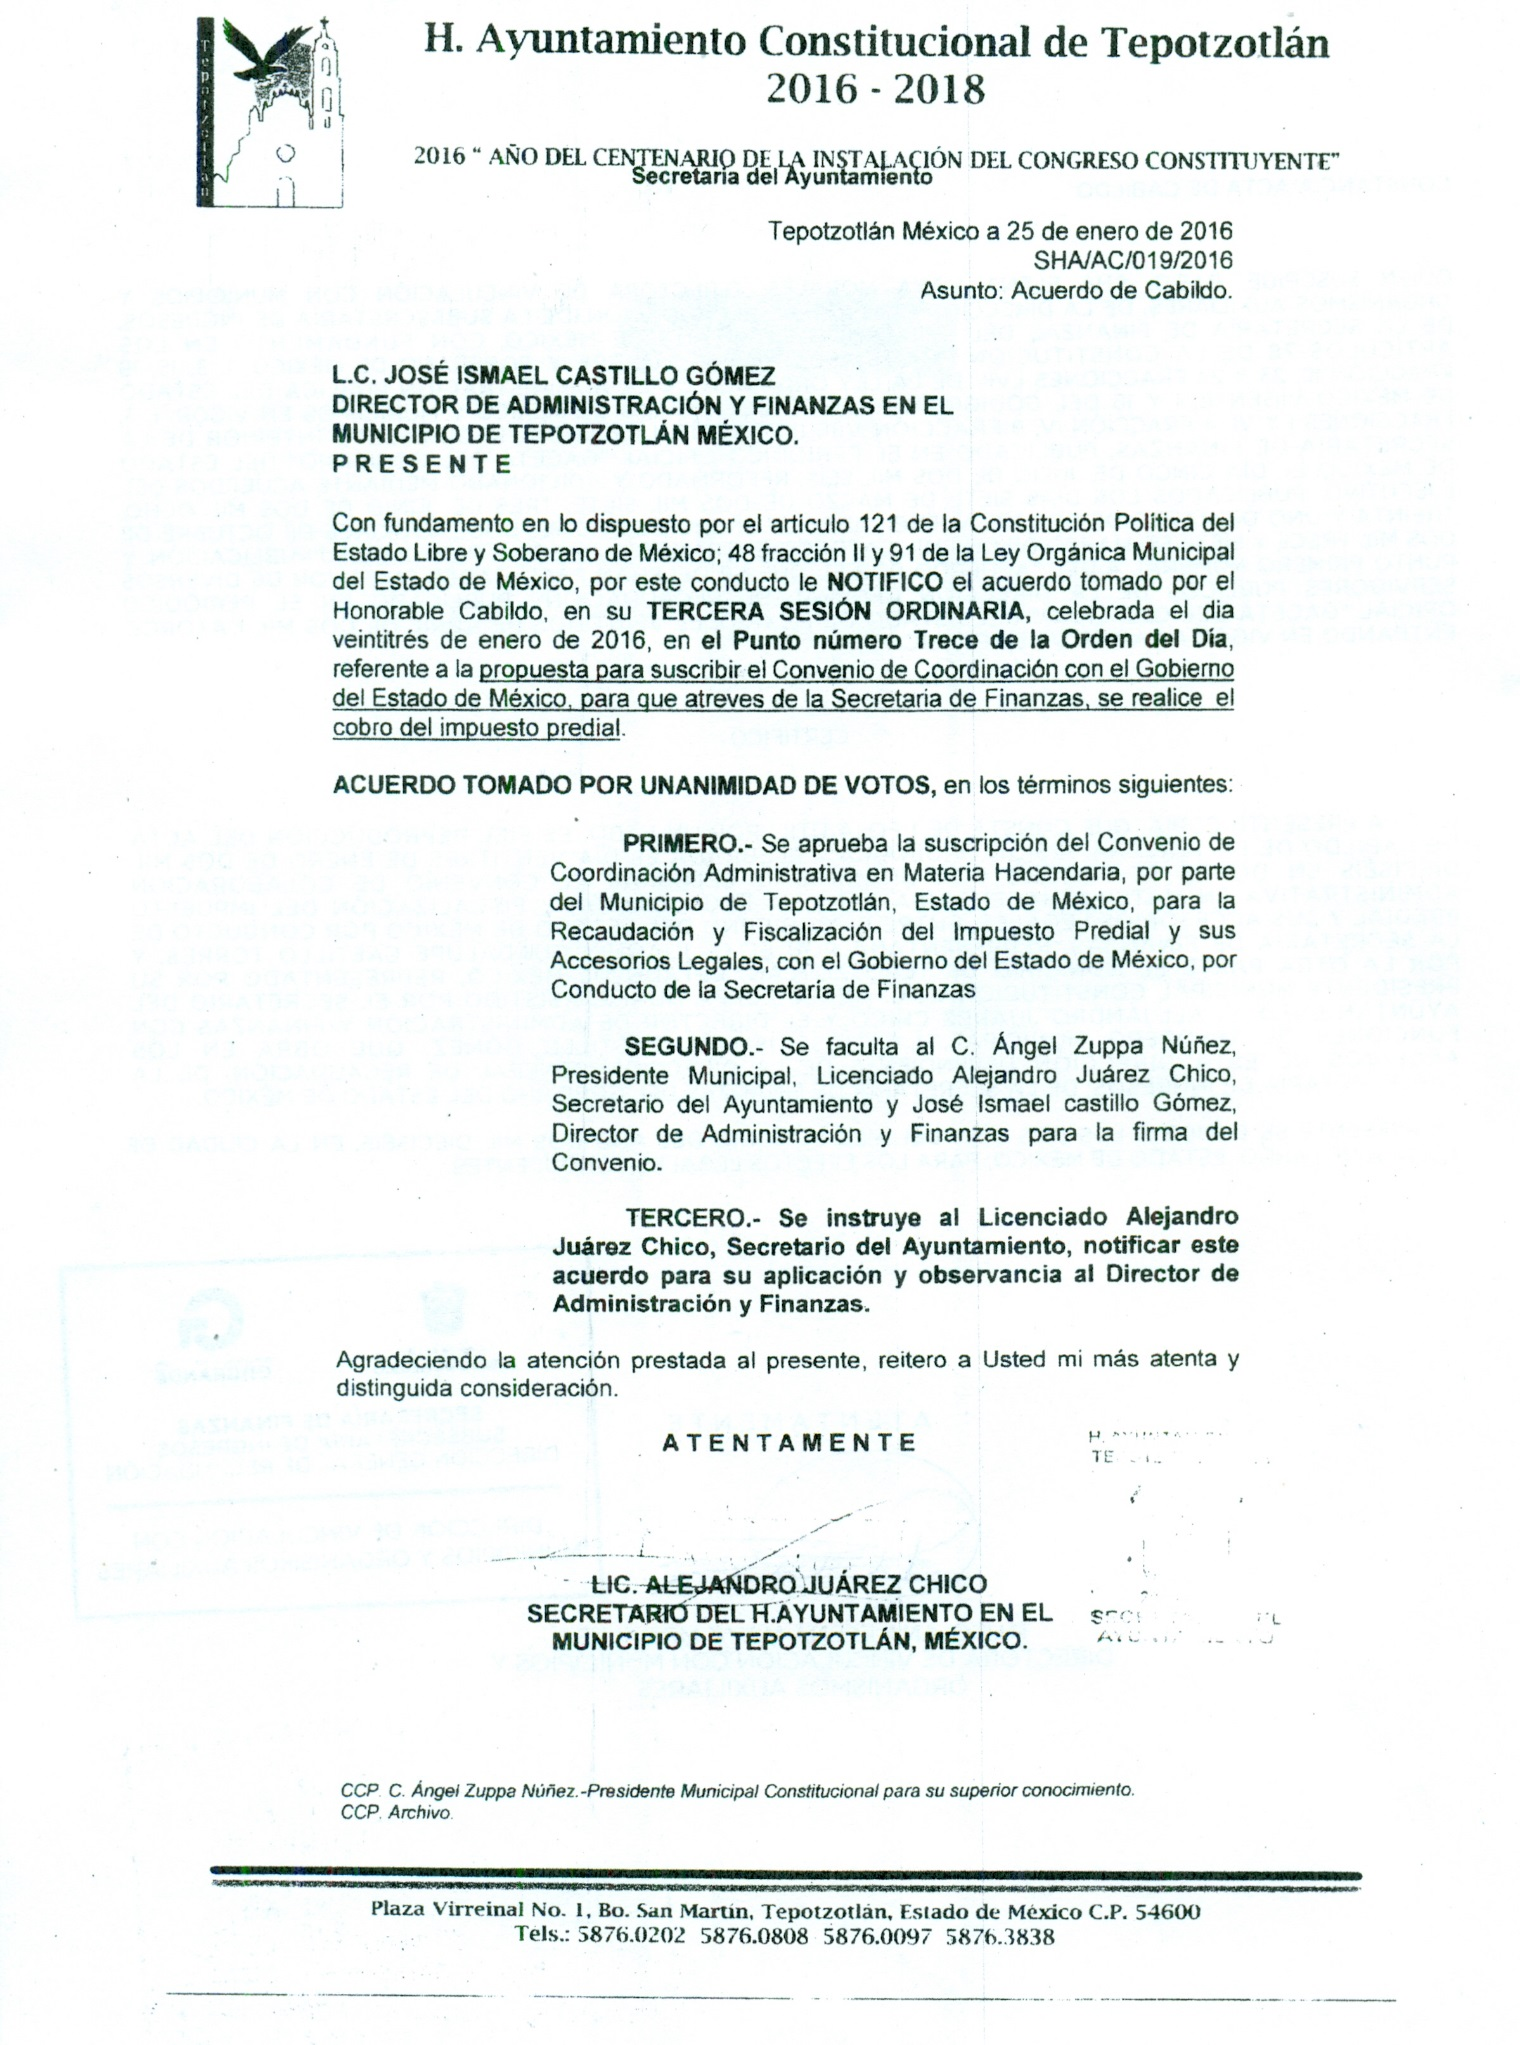 Tepotzotlán
H. Ayuntamiento Constitucional de Tepotzotlán
2016 - 2018
2016 “ AÑO DEL CENTENARIO DE LA INSTALACIÓN DEL CONGRESO CONSTITUYENTE”
Secretaría del Ayuntamiento
Tepotzotlán México a 25 de enero de 2016
SHA/AC/019/2016
Asunto: Acuerdo de Cabildo.
L.C. JOSÉ ISMAEL CASTILLO GÓMEZ
DIRECTOR DE ADMINISTRACIÓN Y FINANZAS EN EL
MUNICIPIO DE TEPOTZOTLÁN MÉXICO.
P R E S E N T E
Con fundamento en lo dispuesto por el artículo 121 de la Constitución Política del
Estado Libre y Soberano de México; 48 fracción II y 91 de la Ley Orgánica Municipal
del Estado de México, por este conducto le NOTIFICO el acuerdo tomado por el
Honorable Cabildo, en su TERCERA SESIÓN ORDINARIA, celebrada el día
veintitrés de enero de 2016, en el Punto número Trece de la Orden del Día,
referente a la propuesta para suscribir el Convenio de Coordinación con el Gobierno
del Estado de México, para que atreves de la Secretaria de Finanzas, se realice el
cobro del impuesto predial.
ACUERDO TOMADO POR UNANIMIDAD DE VOTOS, en los términos siguientes:
PRIMERO.- Se aprueba la suscripción del Convenio de
Coordinación Administrativa en Materia Hacendaria, por parte
del Municipio de Tepotzotlán, Estado de México, para la
Recaudación y Fiscalización del Impuesto Predial y sus
Accesorios Legales, con el Gobierno del Estado de México, por
Conducto de la Secretaría de Finanzas
SEGUNDO.- Se faculta al C. Ángel Zuppa Núñez,
Presidente Municipal, Licenciado Alejandro Juárez Chico,
Secretario del Ayuntamiento y José Ismael castillo Gómez,
Director de Administración y Finanzas para la firma del
Convenio.
TERCERO.- Se instruye al Licenciado Alejandro
Juárez Chico, Secretario del Ayuntamiento, notificar este
acuerdo para su aplicación y observancia al Director de
Administración y Finanzas.
Agradeciendo la atención prestada al presente, reitero a Usted mi más atenta y
distinguida consideración.
A T E N T A M E N T E
LIC. ALEJANDRO JUÁREZ CHICO
SECRETARIO DEL H.AYUNTAMIENTO EN EL
MUNICIPIO DE TEPOTZOTLÁN, MÉXICO.
CCP. C. Ángel Zuppa Núñez.-Presidente Municipal Constitucional para su superior conocimiento.
CCP. Archivo.
Plaza Virreinal No. 1, Bo. San Martín, Tepotzotlán, Estado de México C.P. 54600
Tels.: 5876.0202 5876.0808 5876.0097 5876.3838